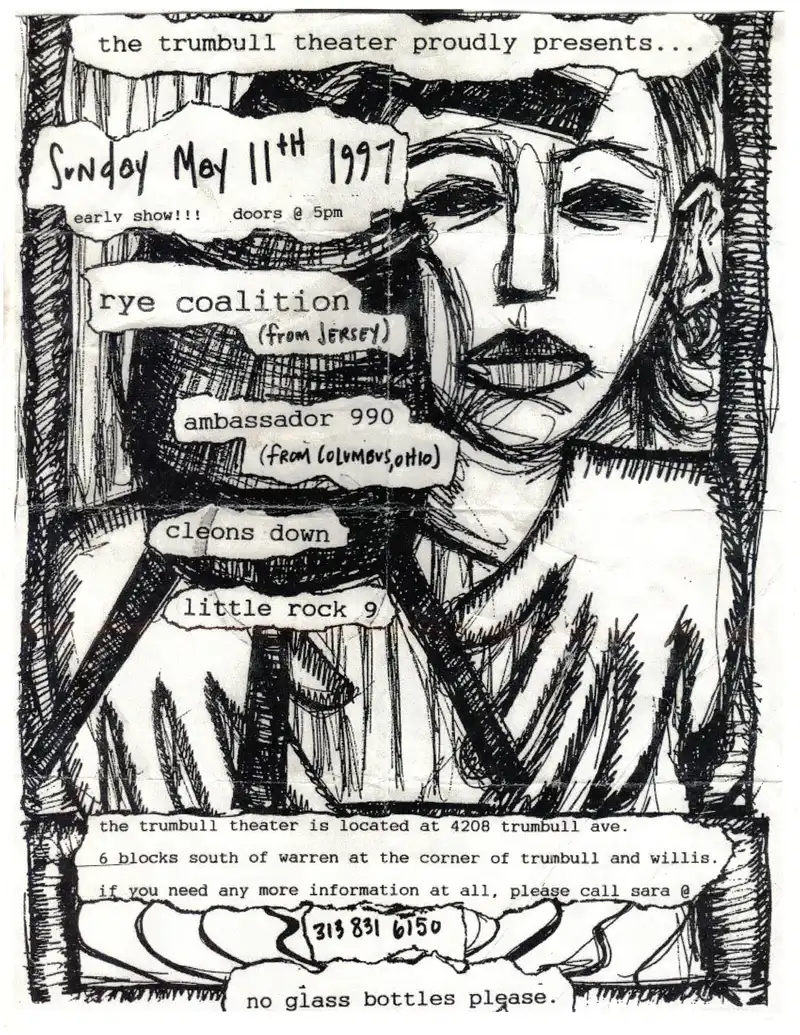 the trumbull theater proudly presents...
Sunday May 11TH 1997
early show!!! doors @ 5pm
rye coalition
(from JERSEY)
ambassador 990
(FROM COLUMBUS, OHIO)
cleons down
little rock 9
the trumbull theater is located at 4208 trumbull ave.
6 blocks south of warren at the corner of trumbull and willis.
if you need any more information at all, please call sara @
313 831 6150
no glass bottles please.